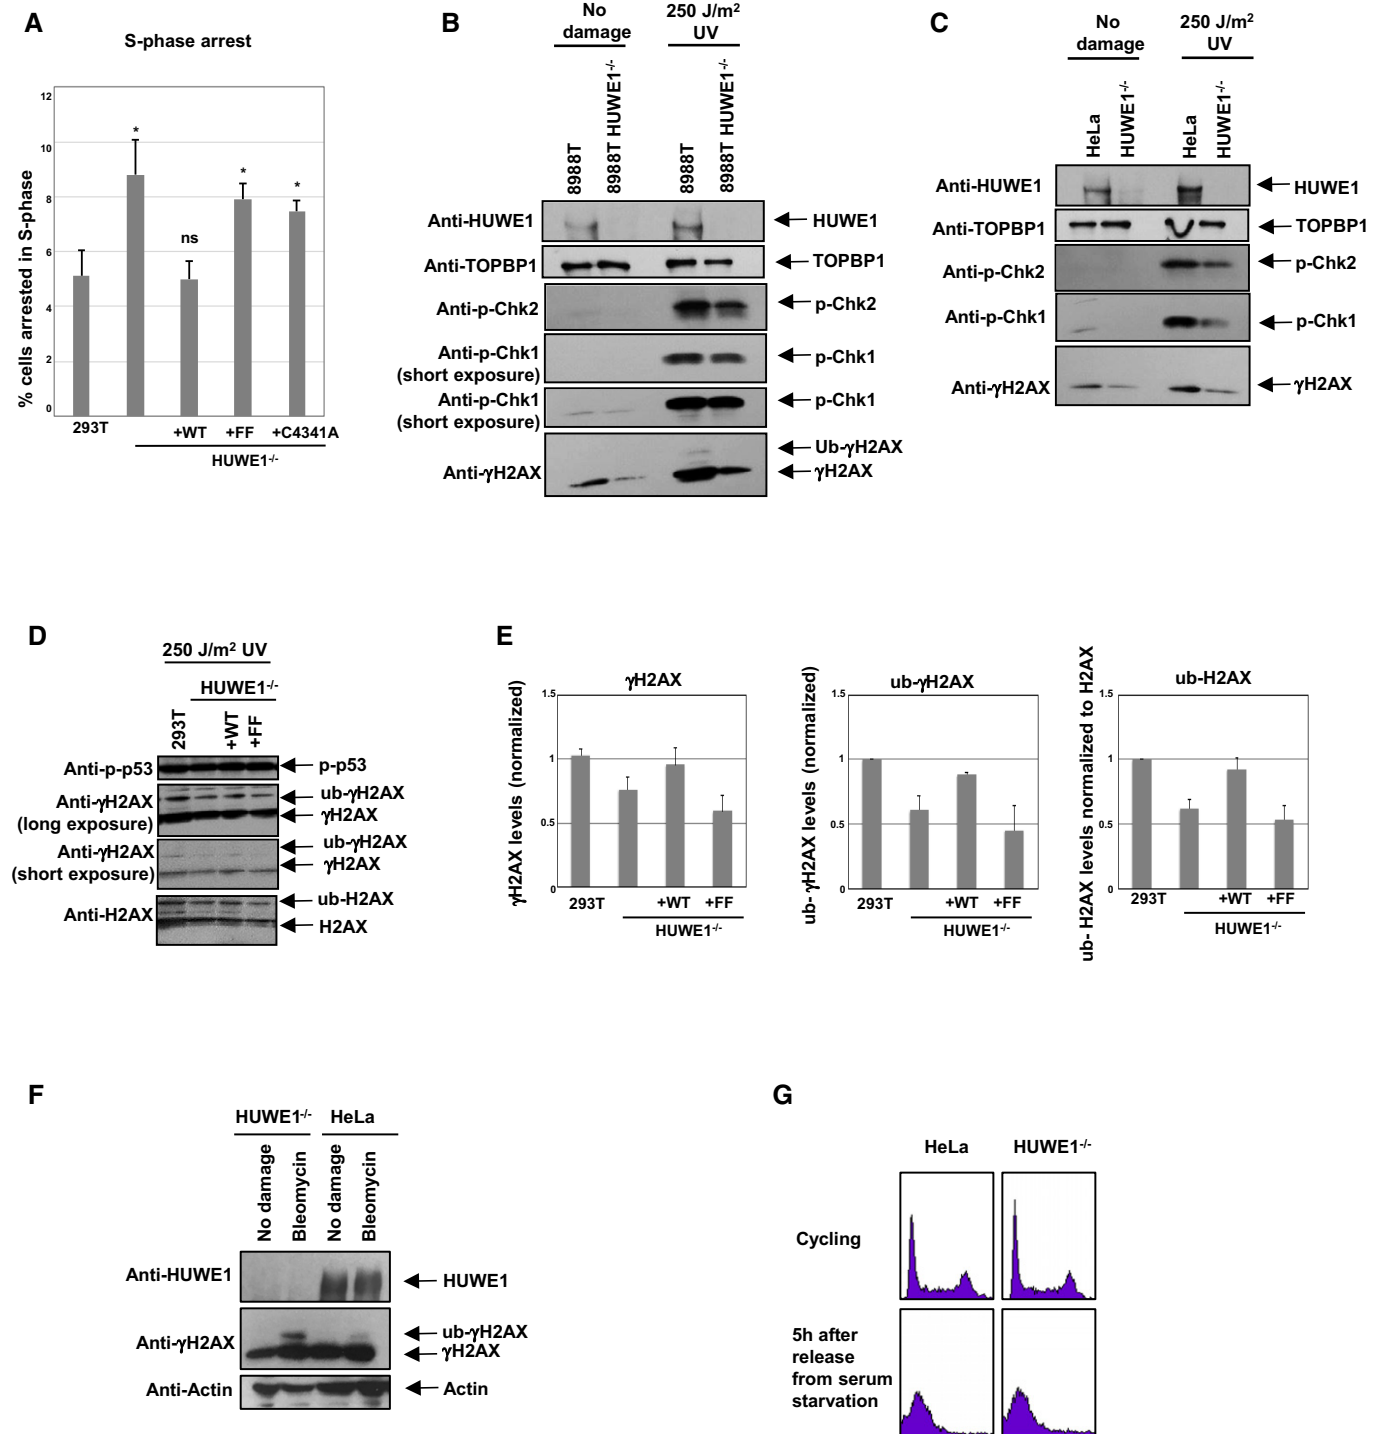 A
S-phase arrest
% cells arrested in S-phase
12
10
8
6
4
2
0
*
ns
*
*
293T
+WT
+FF
+C4341A
HUWE1-/-
B
No damage
250 J/m2 UV
8988T
8988T HUWE1-/-
8988T
8988T HUWE1-/-
Anti-HUWE1
HUWE1
Anti-TOPBP1
TOPBP1
Anti-p-Chk2
p-Chk2
Anti-p-Chk1
(short exposure)
p-Chk1
Anti-p-Chk1
(short exposure)
p-Chk1
Ub-γH2AX
Anti-γH2AX
γH2AX
C
No damage
250 J/m2 UV
HeLa
HUWE1-/-
HeLa
HUWE1-/-
Anti-HUWE1
HUWE1
Anti-TOPBP1
TOPBP1
Anti-p-Chk2
p-Chk2
Anti-p-Chk1
p-Chk1
Anti-γH2AX
γH2AX
D
250 J/m2 UV
HUWE1-/-
293T
+WT
+FF
Anti-p-p53
p-p53
Anti-γH2AX
(long exposure)
ub-γH2AX
γH2AX
Anti-γH2AX
(short exposure)
ub-γH2AX
γH2AX
Anti-H2AX
ub-H2AX
H2AX
E
γH2AX
γH2AX levels (normalized)
1.5
1
0.5
0
293T
+WT
+FF
HUWE1-/-
ub-γH2AX
ub- γH2AX levels (normalized)
1.5
1
0.5
0
293T
+WT
+FF
HUWE1-/-
ub-H2AX
ub- H2AX levels normalized to H2AX
1.5
1
0.5
0
293T
+WT
+FF
HUWE1-/-
F
HUWE1-/-
HeLa
No damage
Bleomycin
No damage
Bleomycin
Anti-HUWE1
HUWE1
Anti-γH2AX
ub-γH2AX
γH2AX
Anti-Actin
Actin
G
HeLa
HUWE1-/-
Cycling
5h after
release
from serum
starvation